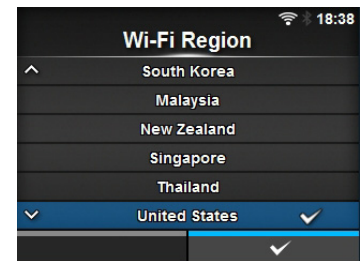 18:38
Wi-Fi Region
South Korea
Malaysia
New Zealand
Singapore
Thailand
United States